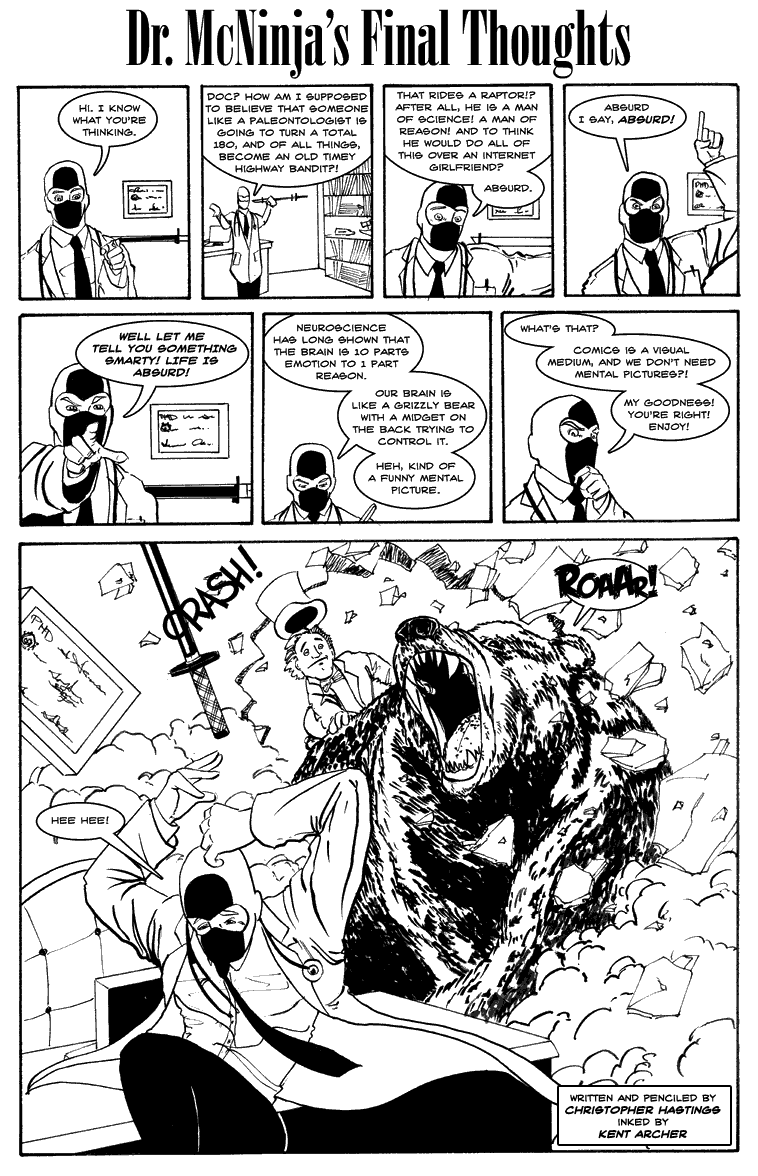 Dr. McNinja's Final Thoughts
HI. I KNOW
WHAT YOU'RE
THINKING.
DOC? HOW AM I SUPPOSED
TO BELIEVE THAT SOMEONE
LIKE A PALEONTOLOGIST IS
GOING TO TURN A TOTAL
180, AND OF ALL THINGS,
BECOME AN OLD TIMEY
HIGHWAY BANDIT?!
THAT RIDES A RAPTOR!?
AFTER ALL, HE IS A MAN
OF SCIENCE! A MAN OF
REASON! AND TO THINK
HE WOULD DO ALL OF
THIS OVER AN INTERNET
GIRLFRIEND?
ABSURD.
ABSURD
I SAY, ABSURD!
PHD
WELL LET ME
TELL YOU SOMETHING
SMARTY! LIFE IS
ABSURD!
PHD
NEUROSCIENCE
HAS LONG SHOWN THAT
THE BRAIN IS 10 PARTS
EMOTION TO 1 PART
REASON.
OUR BRAIN IS
LIKE A GRIZZLY BEAR
WITH A MIDGET ON
THE BACK TRYING TO
CONTROL IT.
HEH, KIND OF
A FUNNY MENTAL
PICTURE.
WHAT'S THAT?
COMICS IS A VISUAL
MEDIUM, AND WE DON'T NEED
MENTAL PICTURES?!
MY GOODNESS!
YOU'RE RIGHT!
ENJOY!
CRASH!
ROAAR!
PHD
HEE HEE!
WRITTEN AND PENCILED BY
CHRISTOPHER HASTINGS
INKED BY
KENT ARCHER